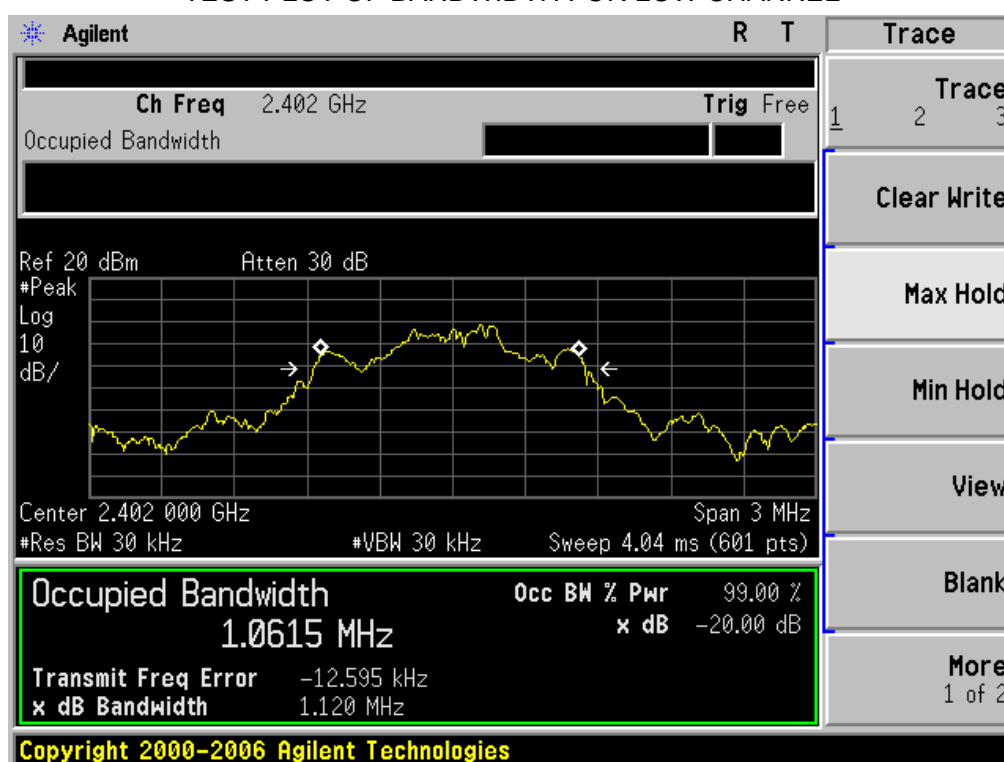 Agilent R T Trace
Ch Freq 2.402 GHz Trig Free
Occupied Bandwidth
Trace
1 2 3
Clear Write
Max Hold
Min Hold
View
Blank
More
1 of 2
Ref 20 dBm Atten 30 dB
#Peak
Log
10
dB/
Center 2.402 000 GHz Span 3 MHz
#Res BW 30 kHz #VBW 30 kHz Sweep 4.04 ms (601 pts)
Occupied Bandwidth Occ BW % Pwr 99.00 %
1.0615 MHz x dB -20.00 dB
Transmit Freq Error -12.595 kHz
x dB Bandwidth 1.120 MHz
Copyright 2000-2006 Agilent Technologies